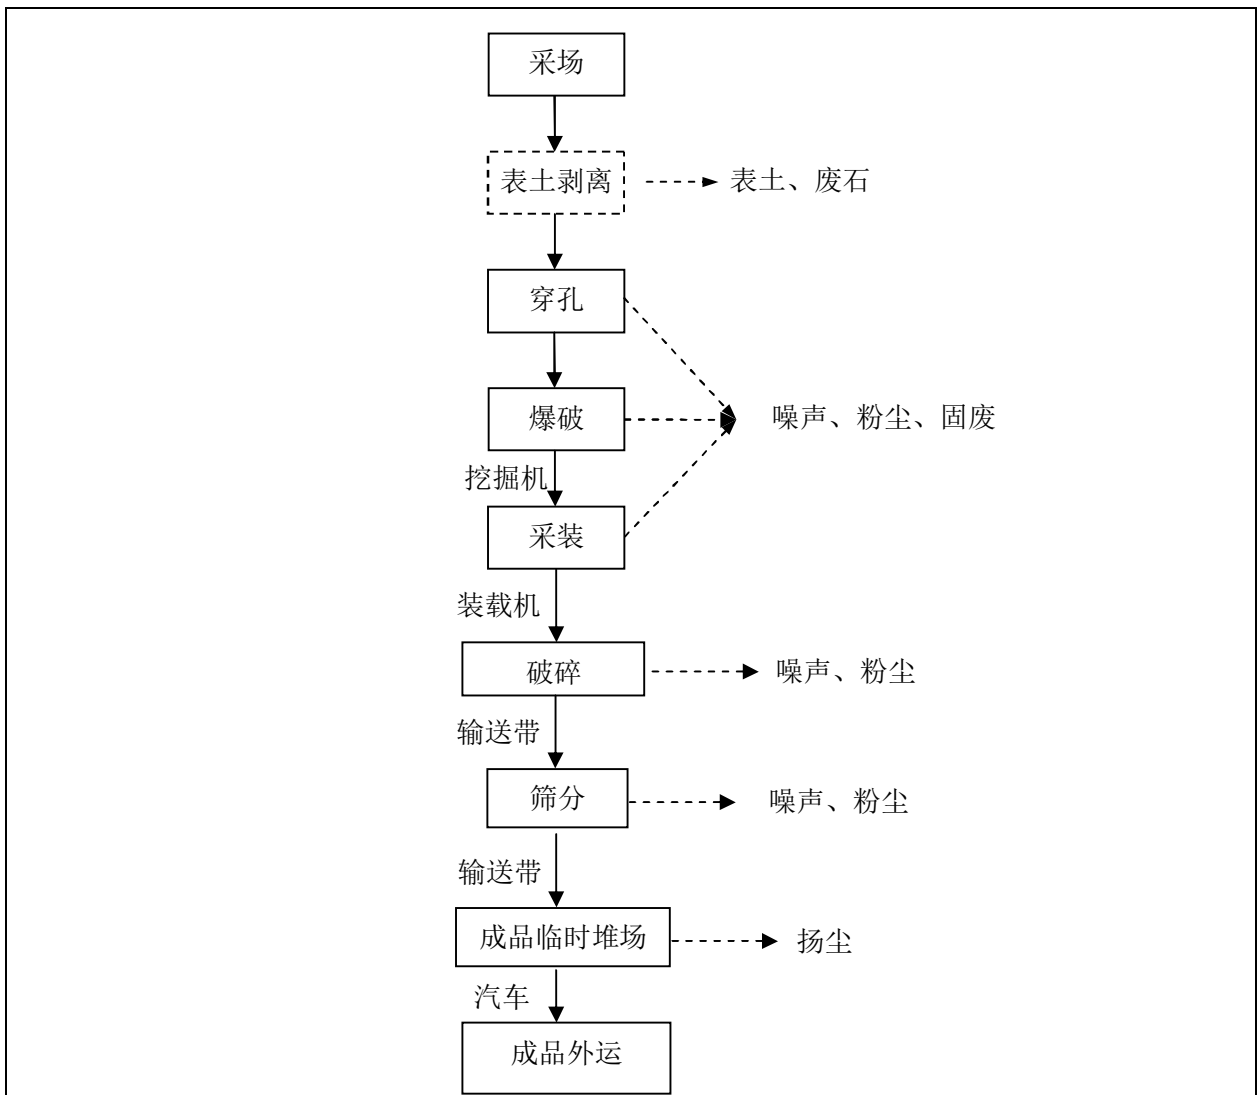 采场
表土剥离
表土、废石
穿孔
爆破
噪声、粉尘、固废
挖掘机
采装
装载机
破碎
噪声、粉尘
输送带
筛分
噪声、粉尘
输送带
成品临时堆场
扬尘
汽车
成品外运